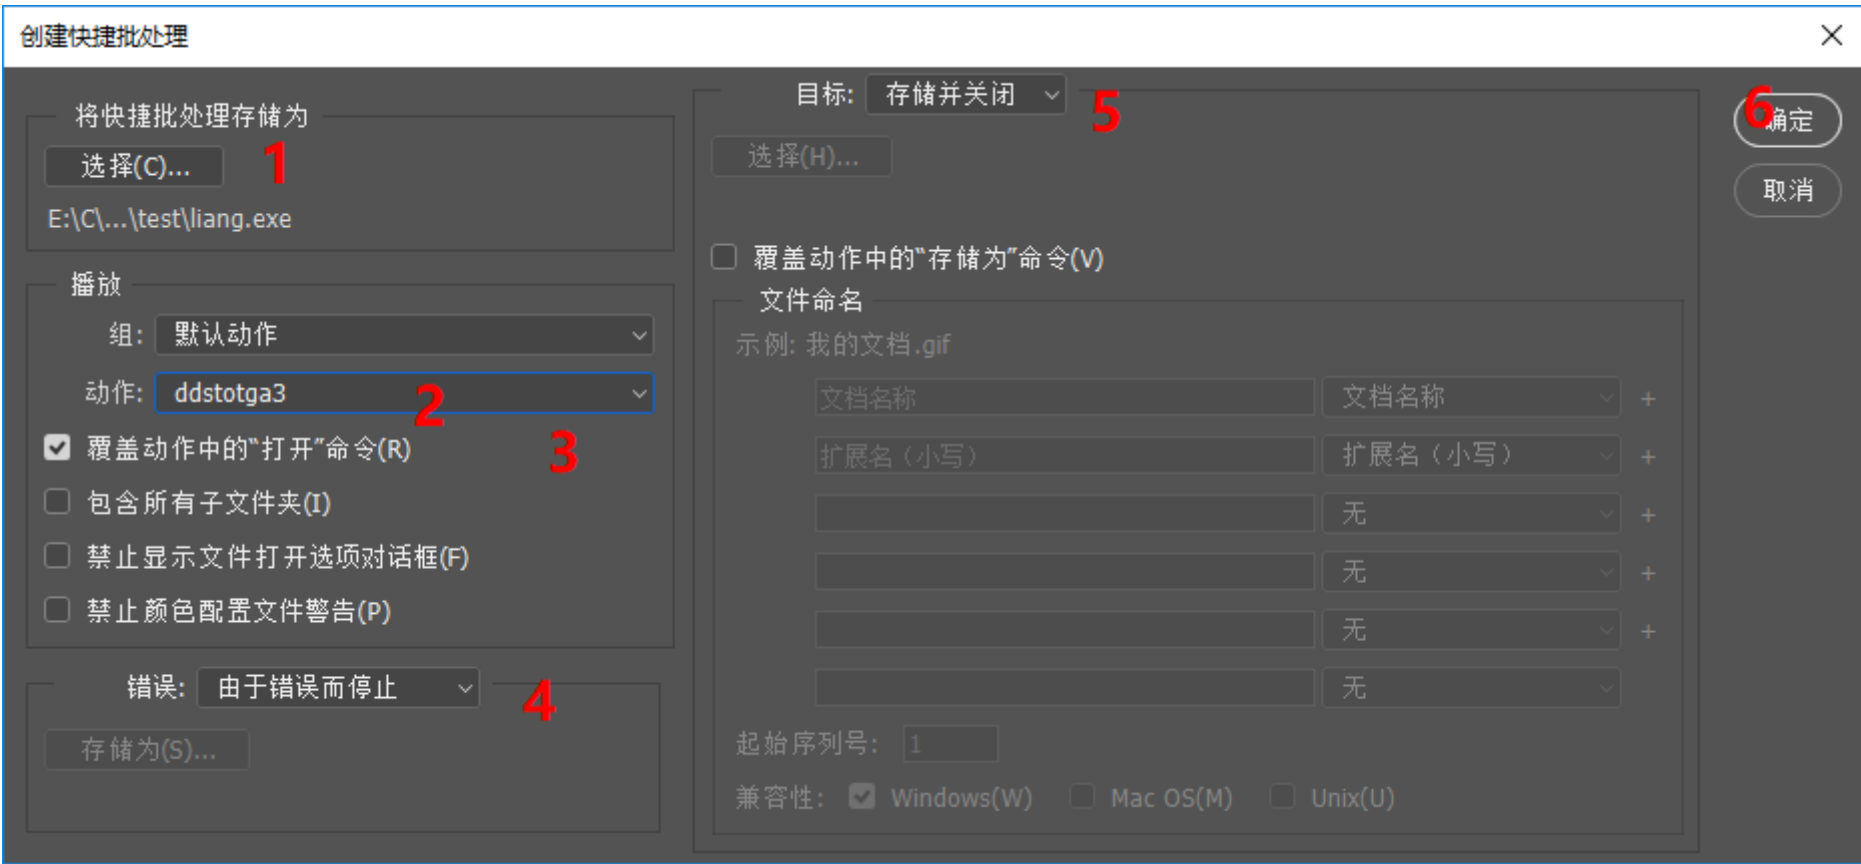 创建快捷批处理
将快捷批处理存储为
选择(C)...
1
E:\C\...\test\liang.exe
播放
组: 默认动作
动作: ddstotga3
2
覆盖动作中的“打开”命令(R)
3
包含所有子文件夹(I)
禁止显示文件打开选项对话框(F)
禁止颜色配置文件警告(P)
错误: 由于错误而停止
4
存储为(S)...
目标: 存储并关闭
5
选择(H)...
覆盖动作中的“存储为”命令(V)
文件命名
示例: 我的文档.gif
文档名称 文档名称 +
扩展名（小写） 扩展名（小写） +
无 +
无 +
无 +
无
起始序列号: 1
兼容性: Windows(W) Mac OS(M) Unix(U)
6
确定
取消